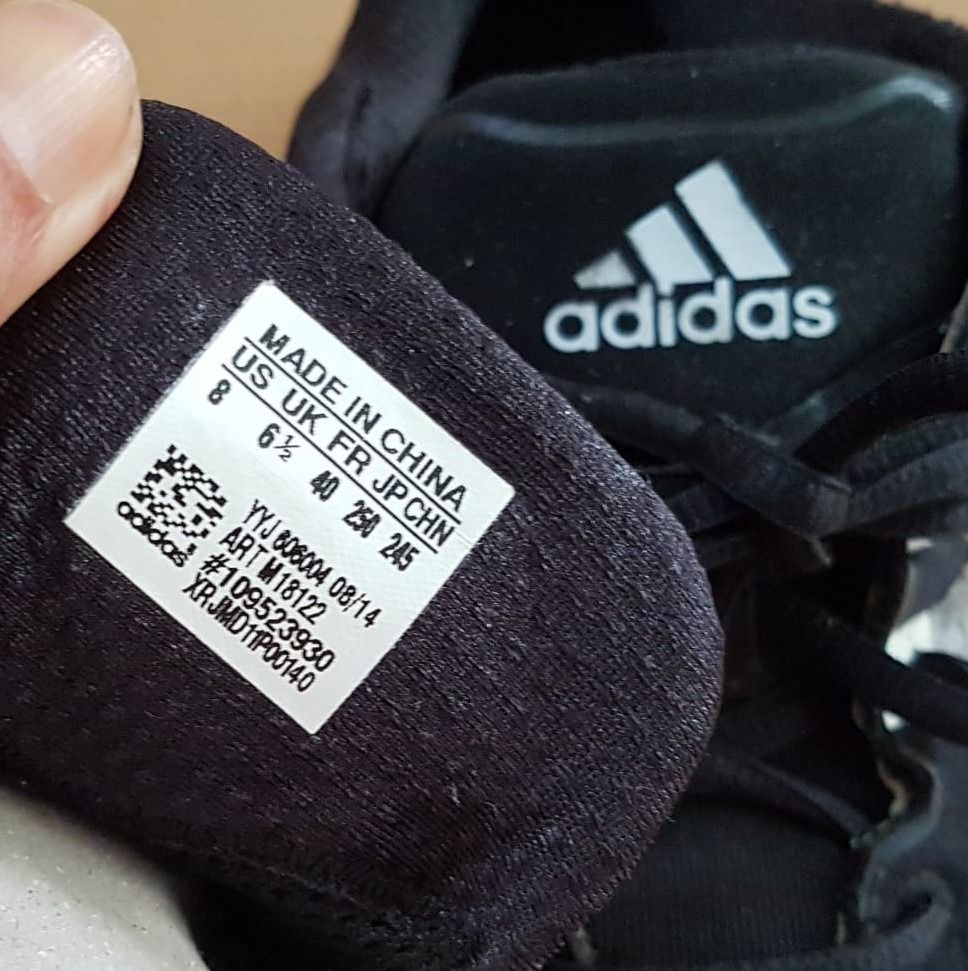 MADE IN CHINA
US UK FR JP CHN
8 6½ 40 250 245
YYJ 606004 08/14
ART M18122
#109523930
XRJMD11P00140
adidas
adidas